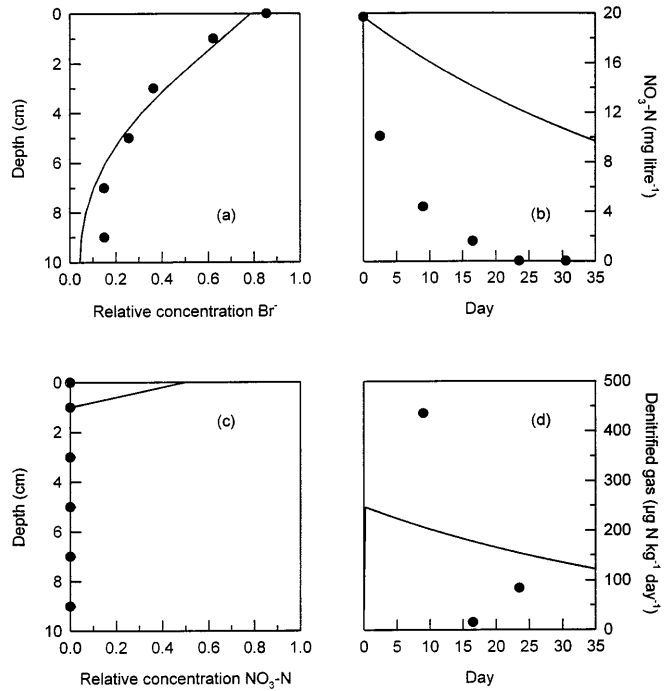 0
2
4
6
8
10
Depth (cm)
(a)
0.0 0.2 0.4 0.6 0.8 1.0
Relative concentration Br⁻
20
16
12
8
4
0
NO₃-N (mg litre⁻¹)
(b)
0 5 10 15 20 25 30 35
Day
0
2
4
6
8
10
Depth (cm)
(c)
0.0 0.2 0.4 0.6 0.8 1.0
Relative concentration NO₃-N
500
400
300
200
100
0
Denitrified gas (µg N kg⁻¹ day⁻¹)
(d)
0 5 10 15 20 25 30 35
Day